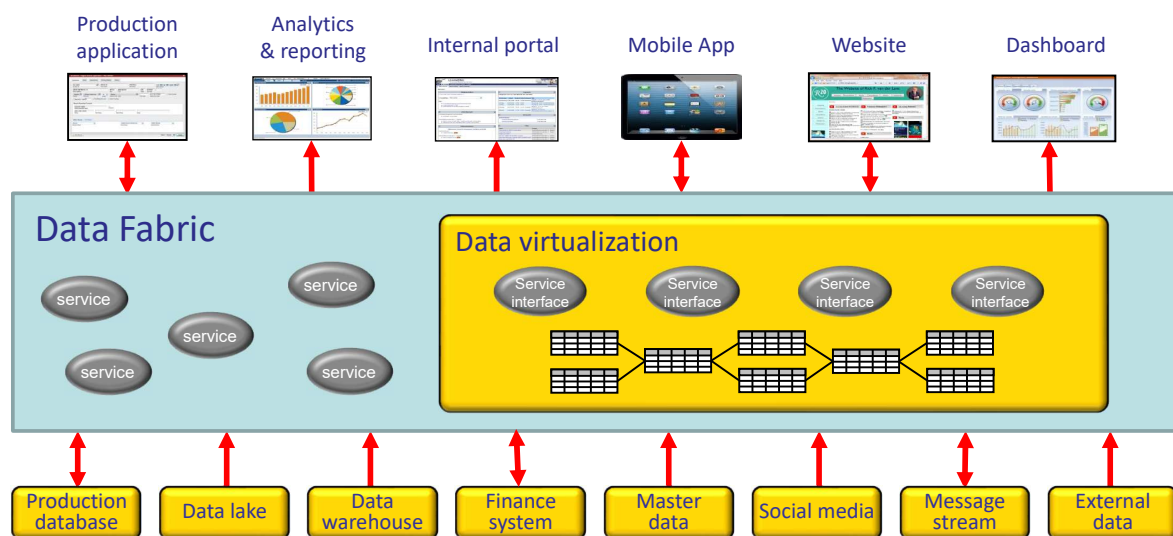 Production
application
Analytics
& reporting
Internal portal
Mobile App
Website
Dashboard
Data Fabric
Data virtualization
service
service
service
service
service
Service
interface
Service
interface
Service
interface
Service
interface
Production
database
Data lake
Data
warehouse
Finance
system
Master
data
Social media
Message
stream
External
data